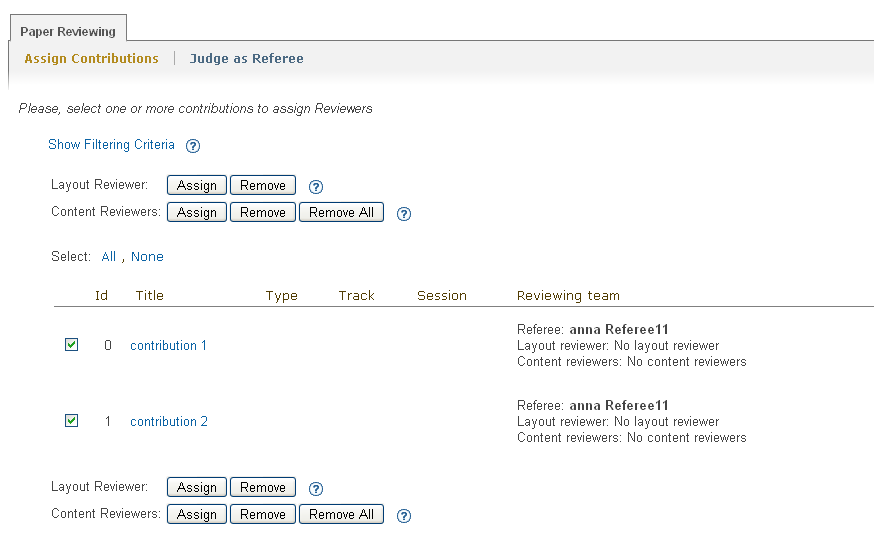 Paper Reviewing
Assign Contributions | Judge as Referee
Please, select one or more contributions to assign Reviewers
Show Filtering Criteria ?
Layout Reviewer: Assign Remove ?
Content Reviewers: Assign Remove Remove All ?
Select: All , None
Id Title Type Track Session Reviewing team
Referee: anna Referee11
0 contribution 1 Layout reviewer: No layout reviewer
Content reviewers: No content reviewers
Referee: anna Referee11
1 contribution 2 Layout reviewer: No layout reviewer
Content reviewers: No content reviewers
Layout Reviewer: Assign Remove ?
Content Reviewers: Assign Remove Remove All ?